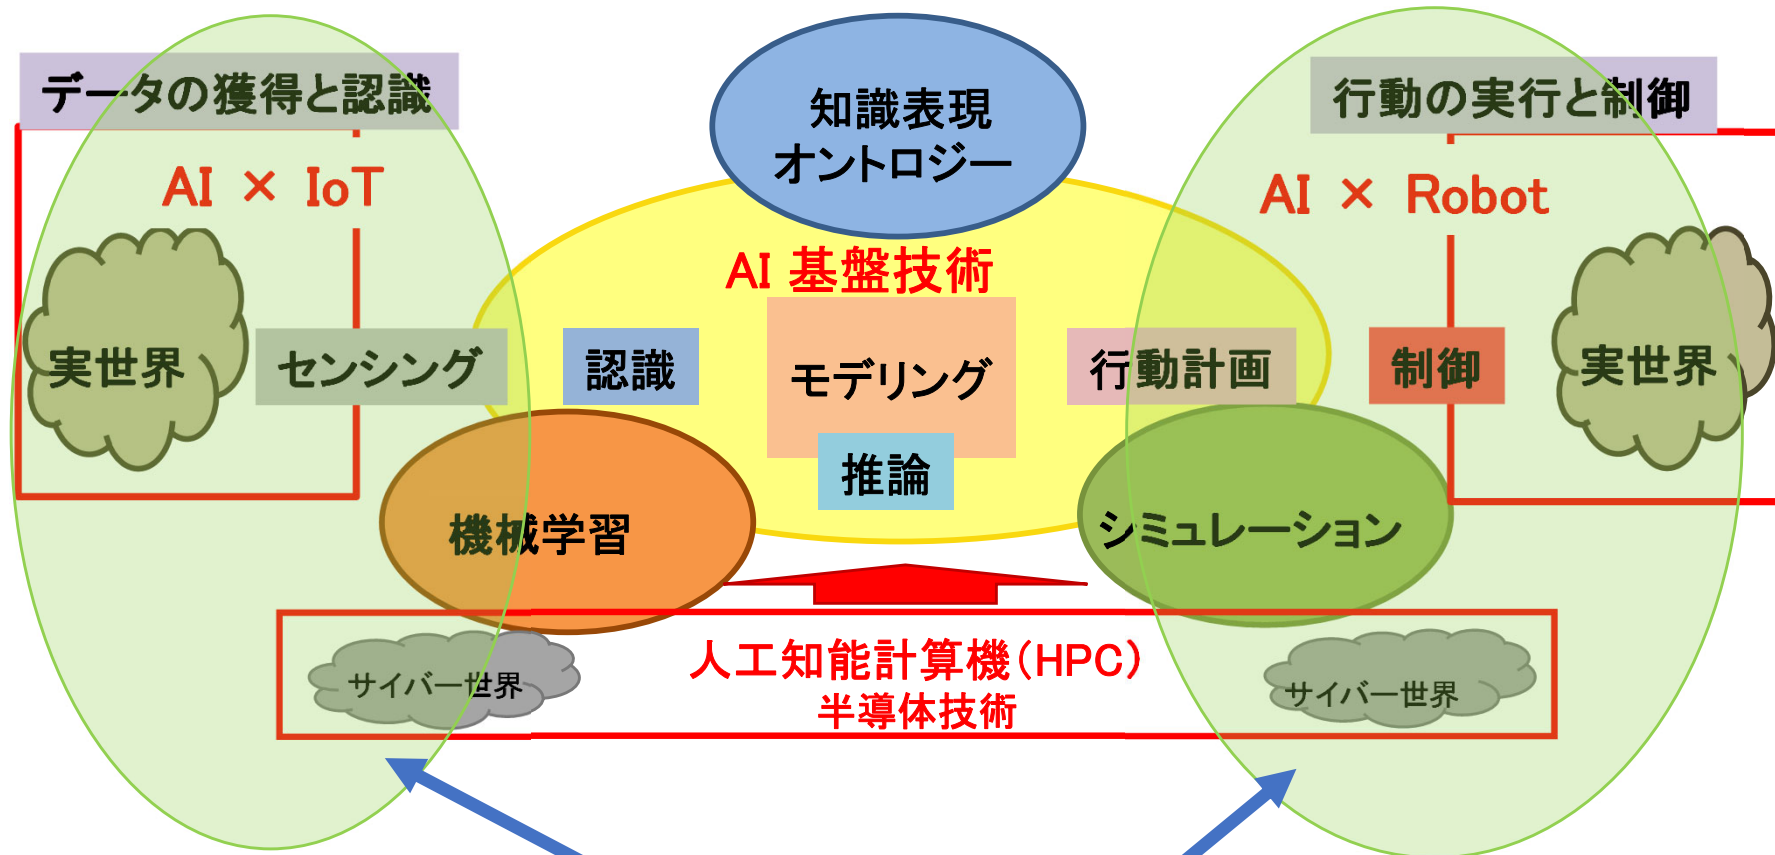 データの獲得と認識
AI × IoT
実世界
センシング
知識表現
オントロジー
AI 基盤技術
認識
モデリング
推論
行動計画
機械学習
シミュレーション
行動の実行と制御
AI × Robot
制御
実世界
サイバー世界
人工知能計算機(HPC)
半導体技術
サイバー世界